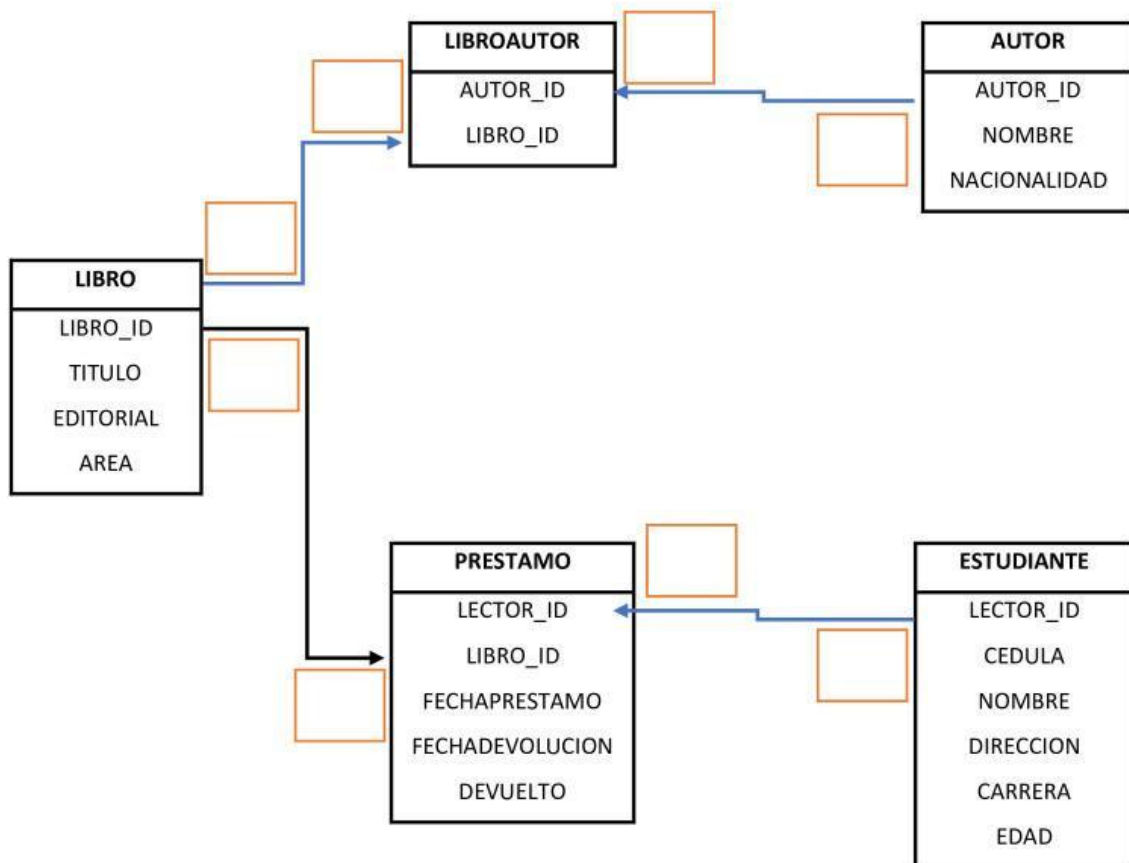 LIBROAUTOR
AUTOR_ID
LIBRO_ID
AUTOR
AUTOR_ID
NOMBRE
NACIONALIDAD
LIBRO
LIBRO_ID
TITULO
EDITORIAL
AREA
PRESTAMO
LECTOR_ID
LIBRO_ID
FECHAPRESTAMO
FECHADEVOLUCION
DEVUELTO
ESTUDIANTE
LECTOR_ID
CEDULA
NOMBRE
DIRECCION
CARRERA
EDAD